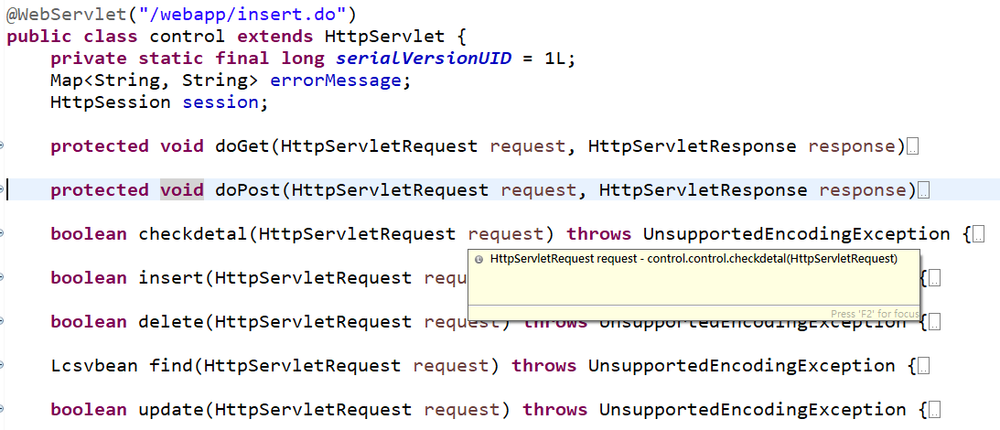 @WebServlet("/webapp/insert.do")
public class control extends HttpServlet {
private static final long serialVersionUID = 1L;
Map<String, String> errorMessage;
HttpSession session;
protected void doGet(HttpServletRequest request, HttpServletResponse response)
protected void doPost(HttpServletRequest request, HttpServletResponse response)
boolean checkdetal(HttpServletRequest request) throws UnsupportedEncodingException {
HttpServletRequest request - control.control.checkdetal(HttpServletRequest)
boolean insert(HttpServletRequest {
Press 'F2' for focus
boolean delete(HttpServletRequest request) throws UnsupportedEncodingException {
Lcsvbean find(HttpServletRequest request) throws UnsupportedEncodingException {
boolean update(HttpServletRequest request) throws UnsupportedEncodingException {